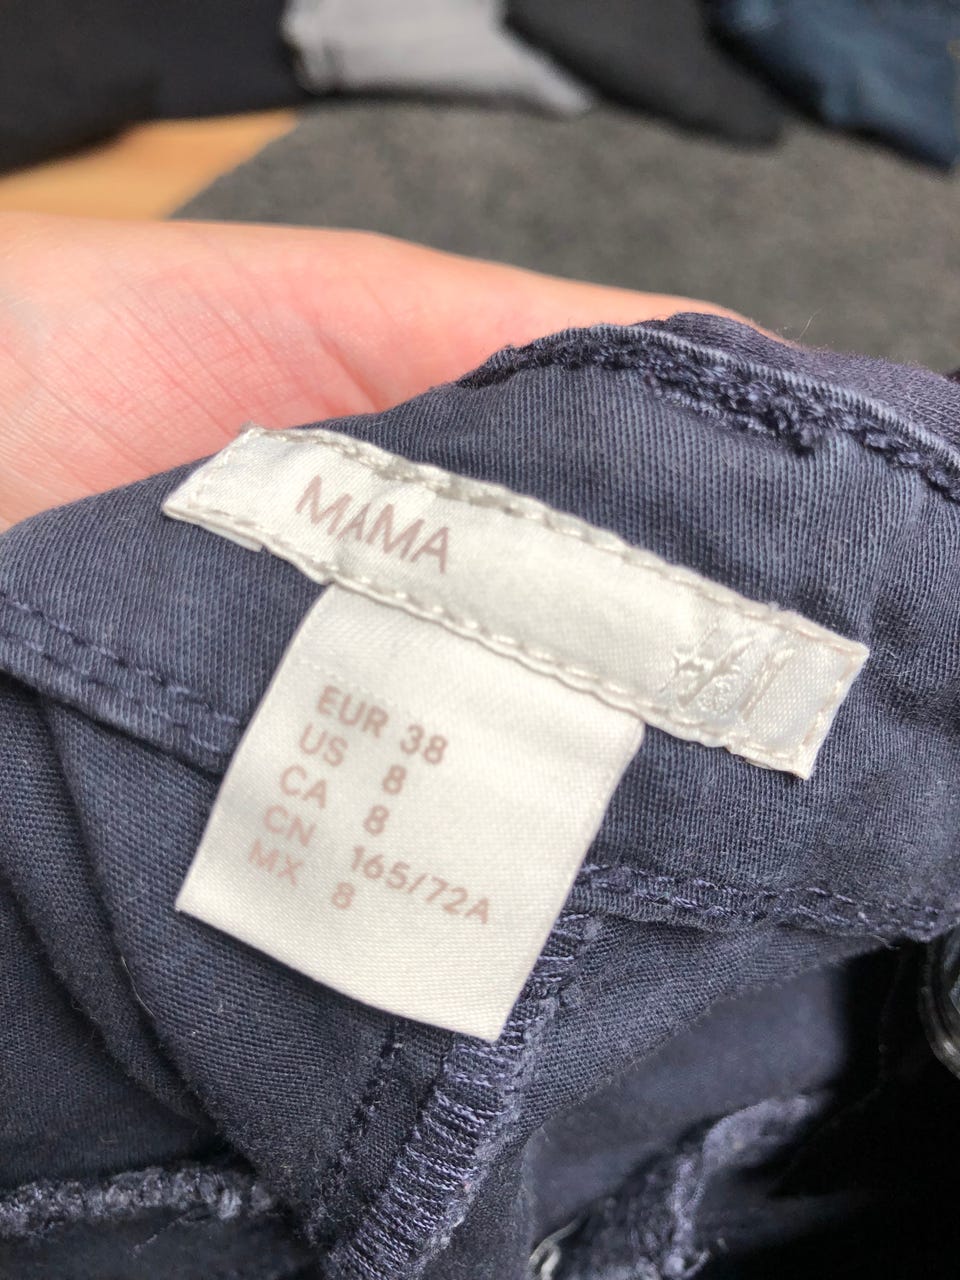 MAMA
H&M
EUR 38
US 8
CA 8
CN 165/72A
MX 8